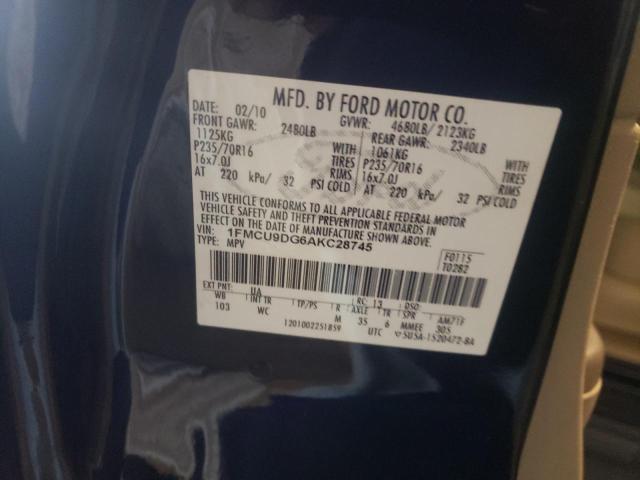 MFD. BY FORD MOTOR CO.
DATE: 02/10 GVWR: 4680LB/ 2123KG
FRONT GAWR: 2480LB REAR GAWR: 2340LB
1125KG WITH 1061KG WITH
P235/70R16 TIRES P235/70R16 TIRES
16x7.0J RIMS 16x7.0J RIMS
AT 220 kPa/ 32 PSI COLD AT 220 kPa/ 32 PSI COLD
THIS VEHICLE CONFORMS TO ALL APPLICABLE FEDERAL MOTOR
VEHICLE SAFETY AND THEFT PREVENTION STANDARDS IN
EFFECT ON THE DATE OF MANUFACTURE SHOWN ABOVE.
VIN: 1FMCU9DG6AKC28745
TYPE: MPV
F0115
T0282
EXT PNT: UA RC: 13 DSO:
WB INT TR TP/PS R AXLE TR SPR AM71F
103 WC M 35 6 MMEE 305
1201002251859 UTC 5U5A-1520472-BA